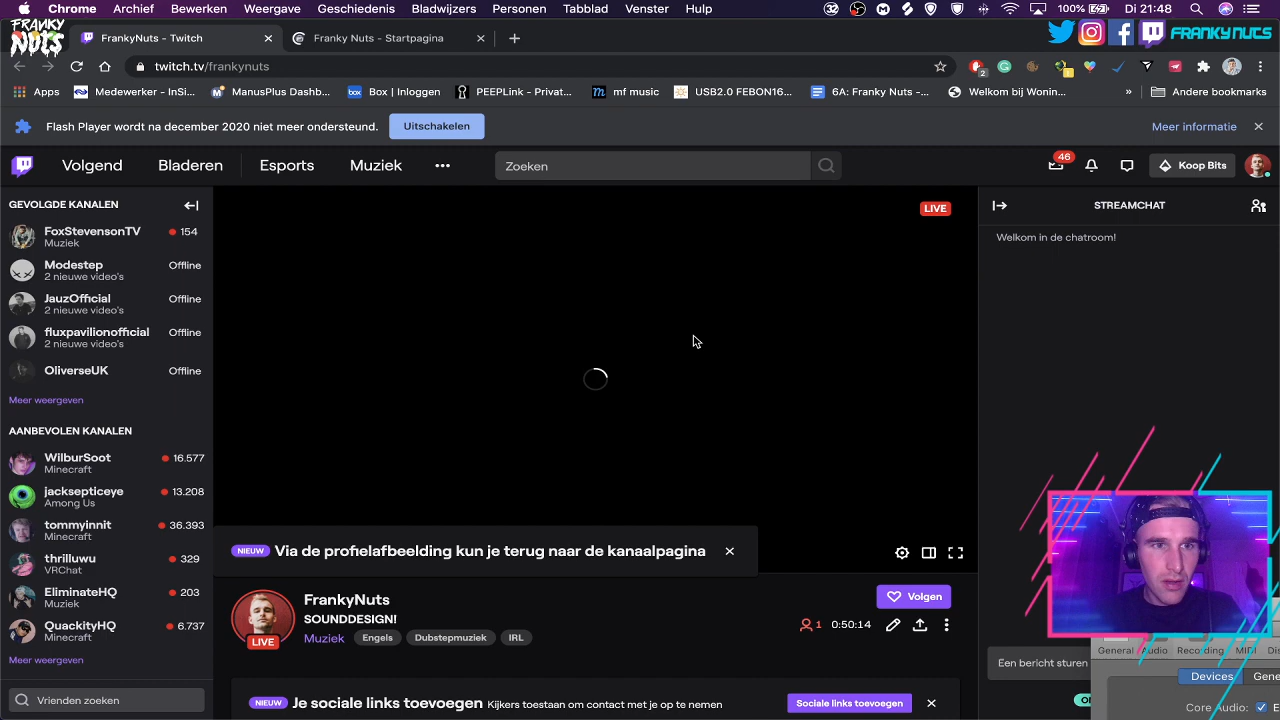 Chrome Archief Bewerken Weergave Geschiedenis Bladwijzers Personen Tabblad Venster Help 100% Di 21:48
FRANKY NUTS
FrankyNuts - Twitch
Franky Nuts - Startpagina
FRANKY NUTS
twitch.tv/frankynuts
Apps Medewerker - InSi... ManusPlus Dashb... Box | Inloggen PEEPLink - Privat... mf music USB2.0 FEBON16... 6A: Franky Nuts -... Welkom bij Wonin... » Andere bookmarks
Flash Player wordt na december 2020 niet meer ondersteund. Uitschakelen Meer informatie
Volgend Bladeren Esports Muziek Zoeken 46 Koop Bits
GEVOLGDE KANALEN
FoxStevensonTV 154
Muziek
Modestep Offline
2 nieuwe video's
JauzOfficial Offline
2 nieuwe video's
fluxpavilionofficial Offline
2 nieuwe video's
OliverseUK Offline
Meer weergeven
AANBEVOLEN KANALEN
WilburSoot 16.577
Minecraft
jacksepticeye 13.208
Among Us
tommyinnit 36.393
Minecraft
thrilluwu 329
VRChat
EliminateHQ 203
Muziek
QuackityHQ 6.737
Minecraft
Meer weergeven
Vrienden zoeken
LIVE
NIEUW Via de profielafbeelding kun je terug naar de kanaalpagina
FrankyNuts
SOUNDDESIGN!
Muziek Engels Dubstepmuziek IRL
LIVE
Volgen
1 0:50:14
NIEUW Je sociale links toevoegen Kijkers moedigen om contact met je op te nemen Sociale links toevoegen
STREAMCHAT
Welkom in de chatroom!
Een bericht sturen
General Audio Recording MIDI
Devices
Core Audio: